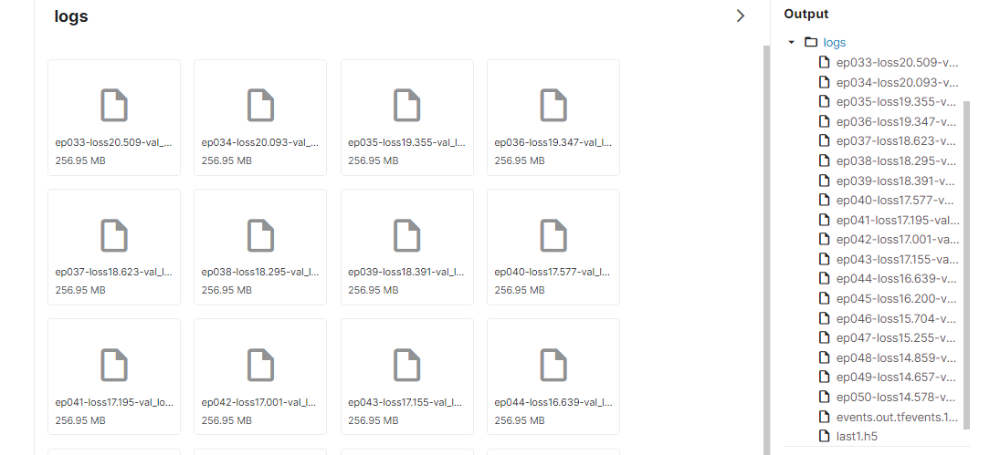 logs
ep033-loss20.509-val_...
256.95 MB
ep034-loss20.093-val_...
256.95 MB
ep035-loss19.355-val_l...
256.95 MB
ep036-loss19.347-val_l...
256.95 MB
ep037-loss18.623-val_l...
256.95 MB
ep038-loss18.295-val_l...
256.95 MB
ep039-loss18.391-val_l...
256.95 MB
ep040-loss17.577-val_l...
256.95 MB
ep041-loss17.195-val_lo...
256.95 MB
ep042-loss17.001-val_l...
256.95 MB
ep043-loss17.155-val_l...
256.95 MB
ep044-loss16.639-val_l...
256.95 MB
Output
logs
ep033-loss20.509-v...
ep034-loss20.093-v...
ep035-loss19.355-v...
ep036-loss19.347-v...
ep037-loss18.623-v...
ep038-loss18.295-v...
ep039-loss18.391-v...
ep040-loss17.577-v...
ep041-loss17.195-val...
ep042-loss17.001-va...
ep043-loss17.155-va...
ep044-loss16.639-v...
ep045-loss16.200-v...
ep046-loss15.704-v...
ep047-loss15.255-v...
ep048-loss14.859-v...
ep049-loss14.657-v...
ep050-loss14.578-v...
events.out.tfevents.1...
last1.h5